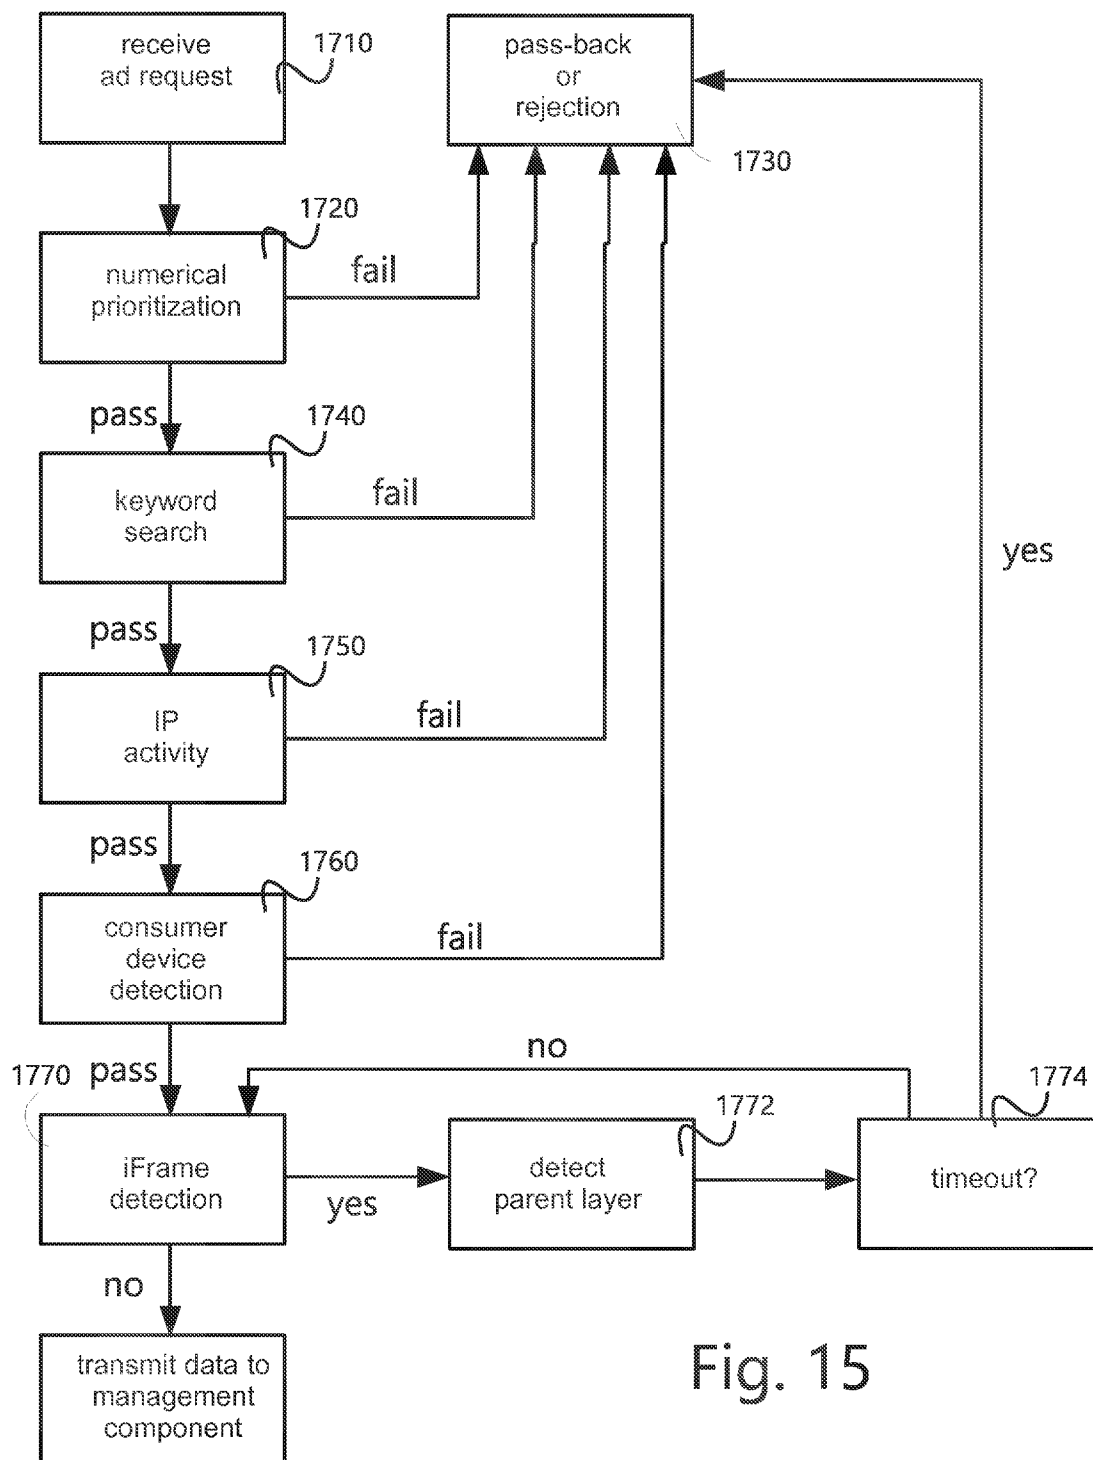 receive
ad request
1710
pass-back
or
rejection
1730
1720
numerical
prioritization
fail
pass
1740
keyword
search
fail
yes
pass
1750
IP
activity
fail
pass
1760
consumer
device
detection
fail
no
pass
1770
1774
1772
iFrame
detection
yes
detect
parent layer
timeout?
no
transmit data to
management
component
Fig. 15